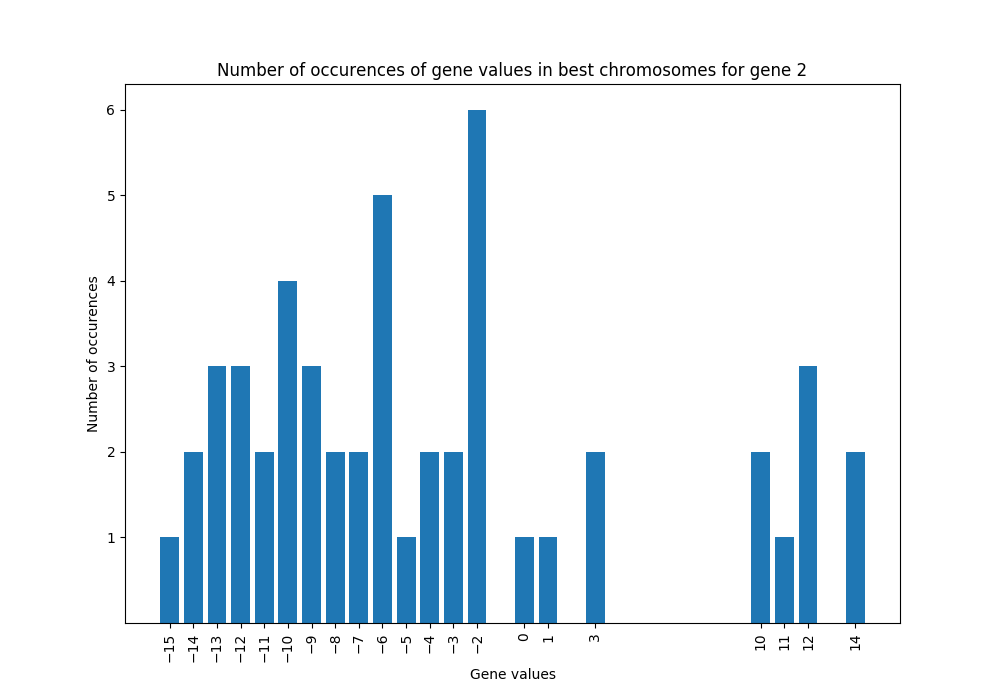 Number of occurences of gene values in best chromosomes for gene 2
6
5
4
3
2
1
Number of occurences
−15 −14 −13 −12 −11 −10 −9 −8 −7 −6 −5 −4 −3 −2 0 1 3 10 11 12 14
Gene values